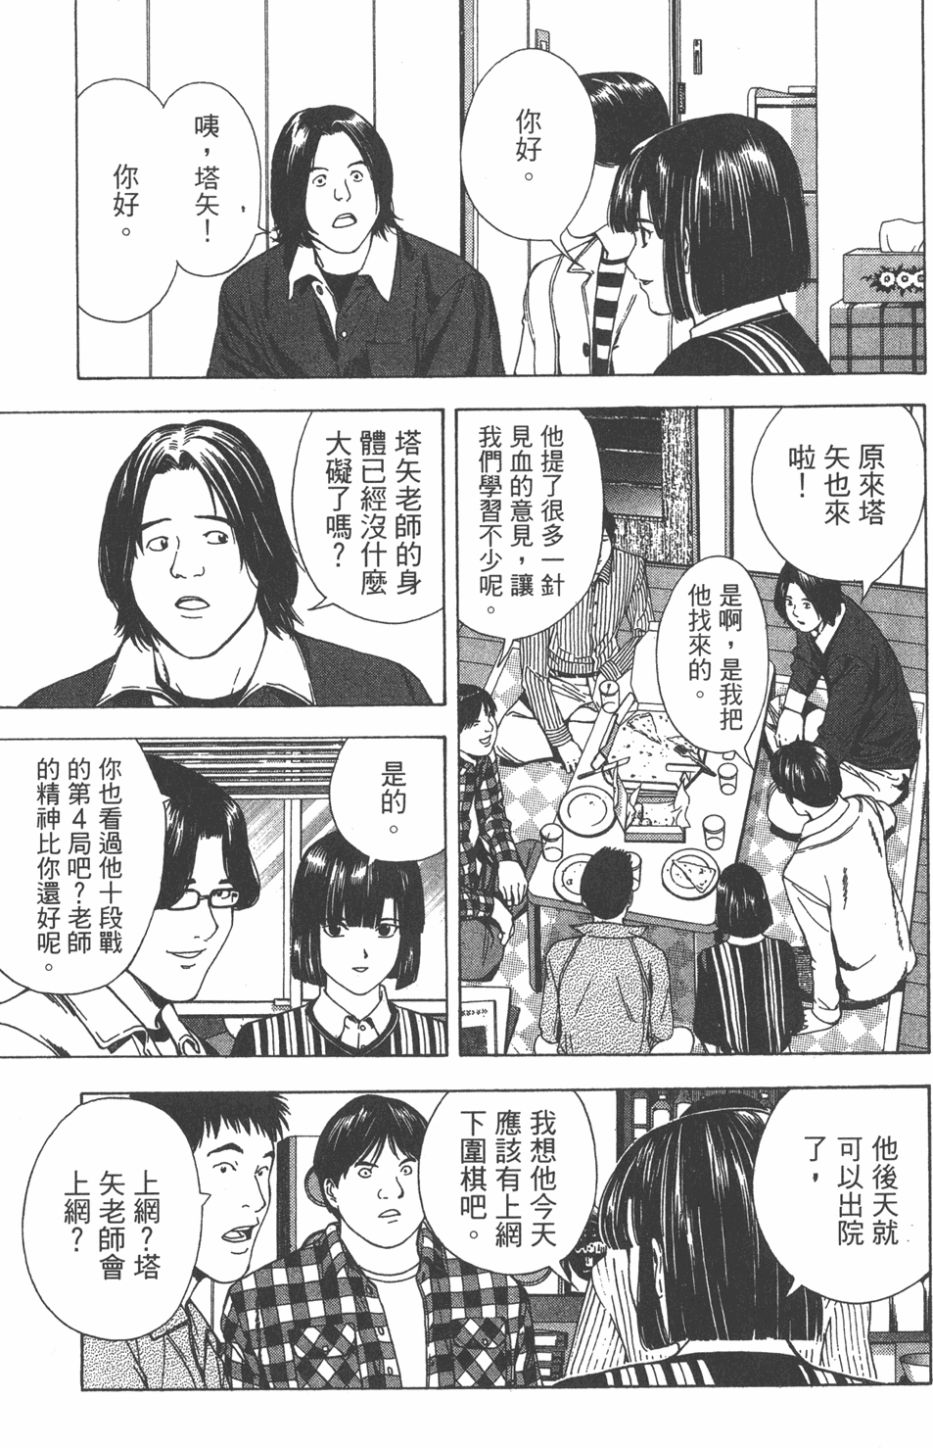 你好。
咦，塔矢！
你好。
原來塔
矢也來
啦！
是啊，是我把
他找來的。
他提了很多一針
見血的意見，讓
我們學習不少呢。
塔矢老師的身
體已經沒什麼
大礙了嗎？
是的。
你也看過他十段戰
的第4局吧？老師
的精神比你還好呢。
他後天就
可以出院
了，
我想他今天
應該有上網
下圍棋吧。
上網？塔
矢老師會
上網？